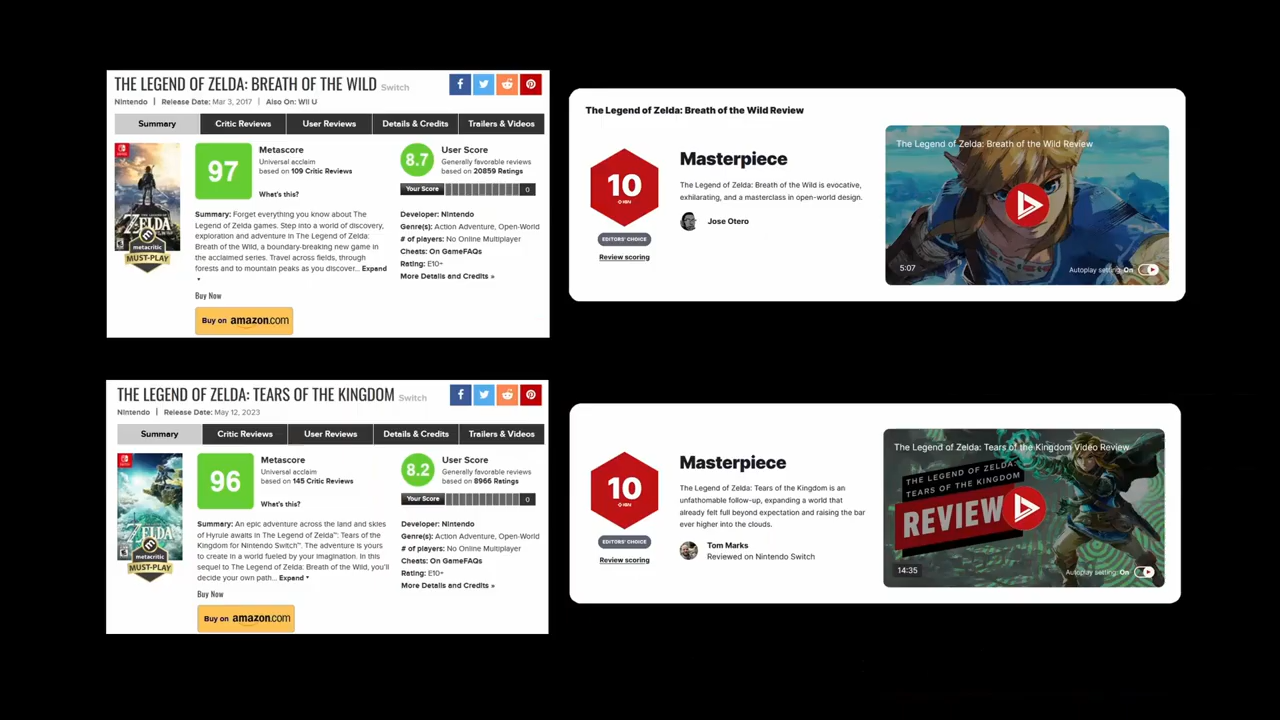 THE LEGEND OF ZELDA: BREATH OF THE WILD Switch
Nintendo | Release Date: Mar 3, 2017 | Also On: Wii U
Summary Critic Reviews User Reviews Details & Credits Trailers & Videos
97
Metascore
Universal acclaim
based on 109 Critic Reviews
What's this?
8.7
User Score
Generally favorable reviews
based on 20859 Ratings
Your Score 0
ZELDA
metacritic
MUST-PLAY
Summary: Forget everything you know about The
Legend of Zelda games. Step into a world of discovery,
exploration and adventure in The Legend of Zelda:
Breath of the Wild, a boundary-breaking new game in
the acclaimed series. Travel across fields, through
forests and to mountain peaks as you discover... Expand
Buy Now
Buy on amazon.com
Developer: Nintendo
Genre(s): Action Adventure, Open-World
# of players: No Online Multiplayer
Cheats: On GameFAQs
Rating: E10+
More Details and Credits »
The Legend of Zelda: Breath of the Wild Review
10
IGN
EDITORS' CHOICE
Review scoring
Masterpiece
The Legend of Zelda: Breath of the Wild is evocative,
exhilarating, and a masterclass in open-world design.
Jose Otero
The Legend of Zelda: Breath of the Wild Review
5:07
Autoplay setting: On
THE LEGEND OF ZELDA: TEARS OF THE KINGDOM Switch
Nintendo | Release Date: May 12, 2023
Summary Critic Reviews User Reviews Details & Credits Trailers & Videos
96
Metascore
Universal acclaim
based on 145 Critic Reviews
What's this?
8.2
User Score
Generally favorable reviews
based on 8966 Ratings
Your Score 0
ZELDA
metacritic
MUST-PLAY
Summary: An epic adventure across the land and skies
of Hyrule awaits in The Legend of Zelda™: Tears of the
Kingdom for Nintendo Switch™. The adventure is yours
to create in a world fueled by your imagination. In this
sequel to The Legend of Zelda: Breath of the Wild, you'll
decide your own path... Expand
Buy Now
Buy on amazon.com
Developer: Nintendo
Genre(s): Action Adventure, Open-World
# of players: No Online Multiplayer
Cheats: On GameFAQs
Rating: E10+
More Details and Credits »
10
IGN
EDITORS' CHOICE
Review scoring
Masterpiece
The Legend of Zelda: Tears of the Kingdom is an
unfathomable follow-up, expanding a world that
already felt full beyond expectation and raising the bar
ever higher into the clouds.
Tom Marks
Reviewed on Nintendo Switch
The Legend of Zelda: Tears of the Kingdom Video Review
THE LEGEND OF ZELDA:
TEARS OF THE KINGDOM
REVIEW
14:35
Autoplay setting: On